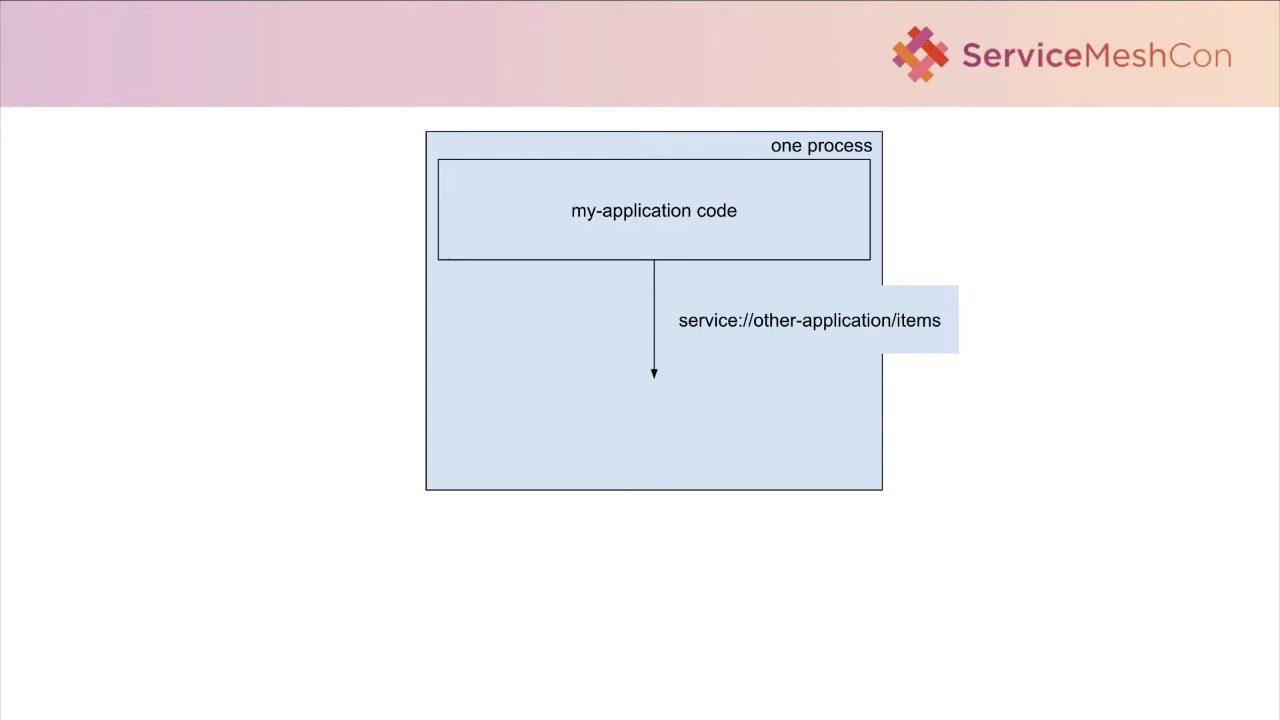 ServiceMeshCon
one process
my-application code
service://other-application/items